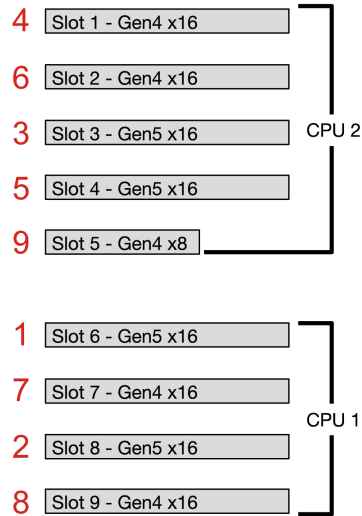 4 Slot 1 - Gen4 x16
6 Slot 2 - Gen4 x16
3 Slot 3 - Gen5 x16
CPU 2
5 Slot 4 - Gen5 x16
9 Slot 5 - Gen4 x8
1 Slot 6 - Gen5 x16
7 Slot 7 - Gen4 x16
CPU 1
2 Slot 8 - Gen5 x16
8 Slot 9 - Gen4 x16